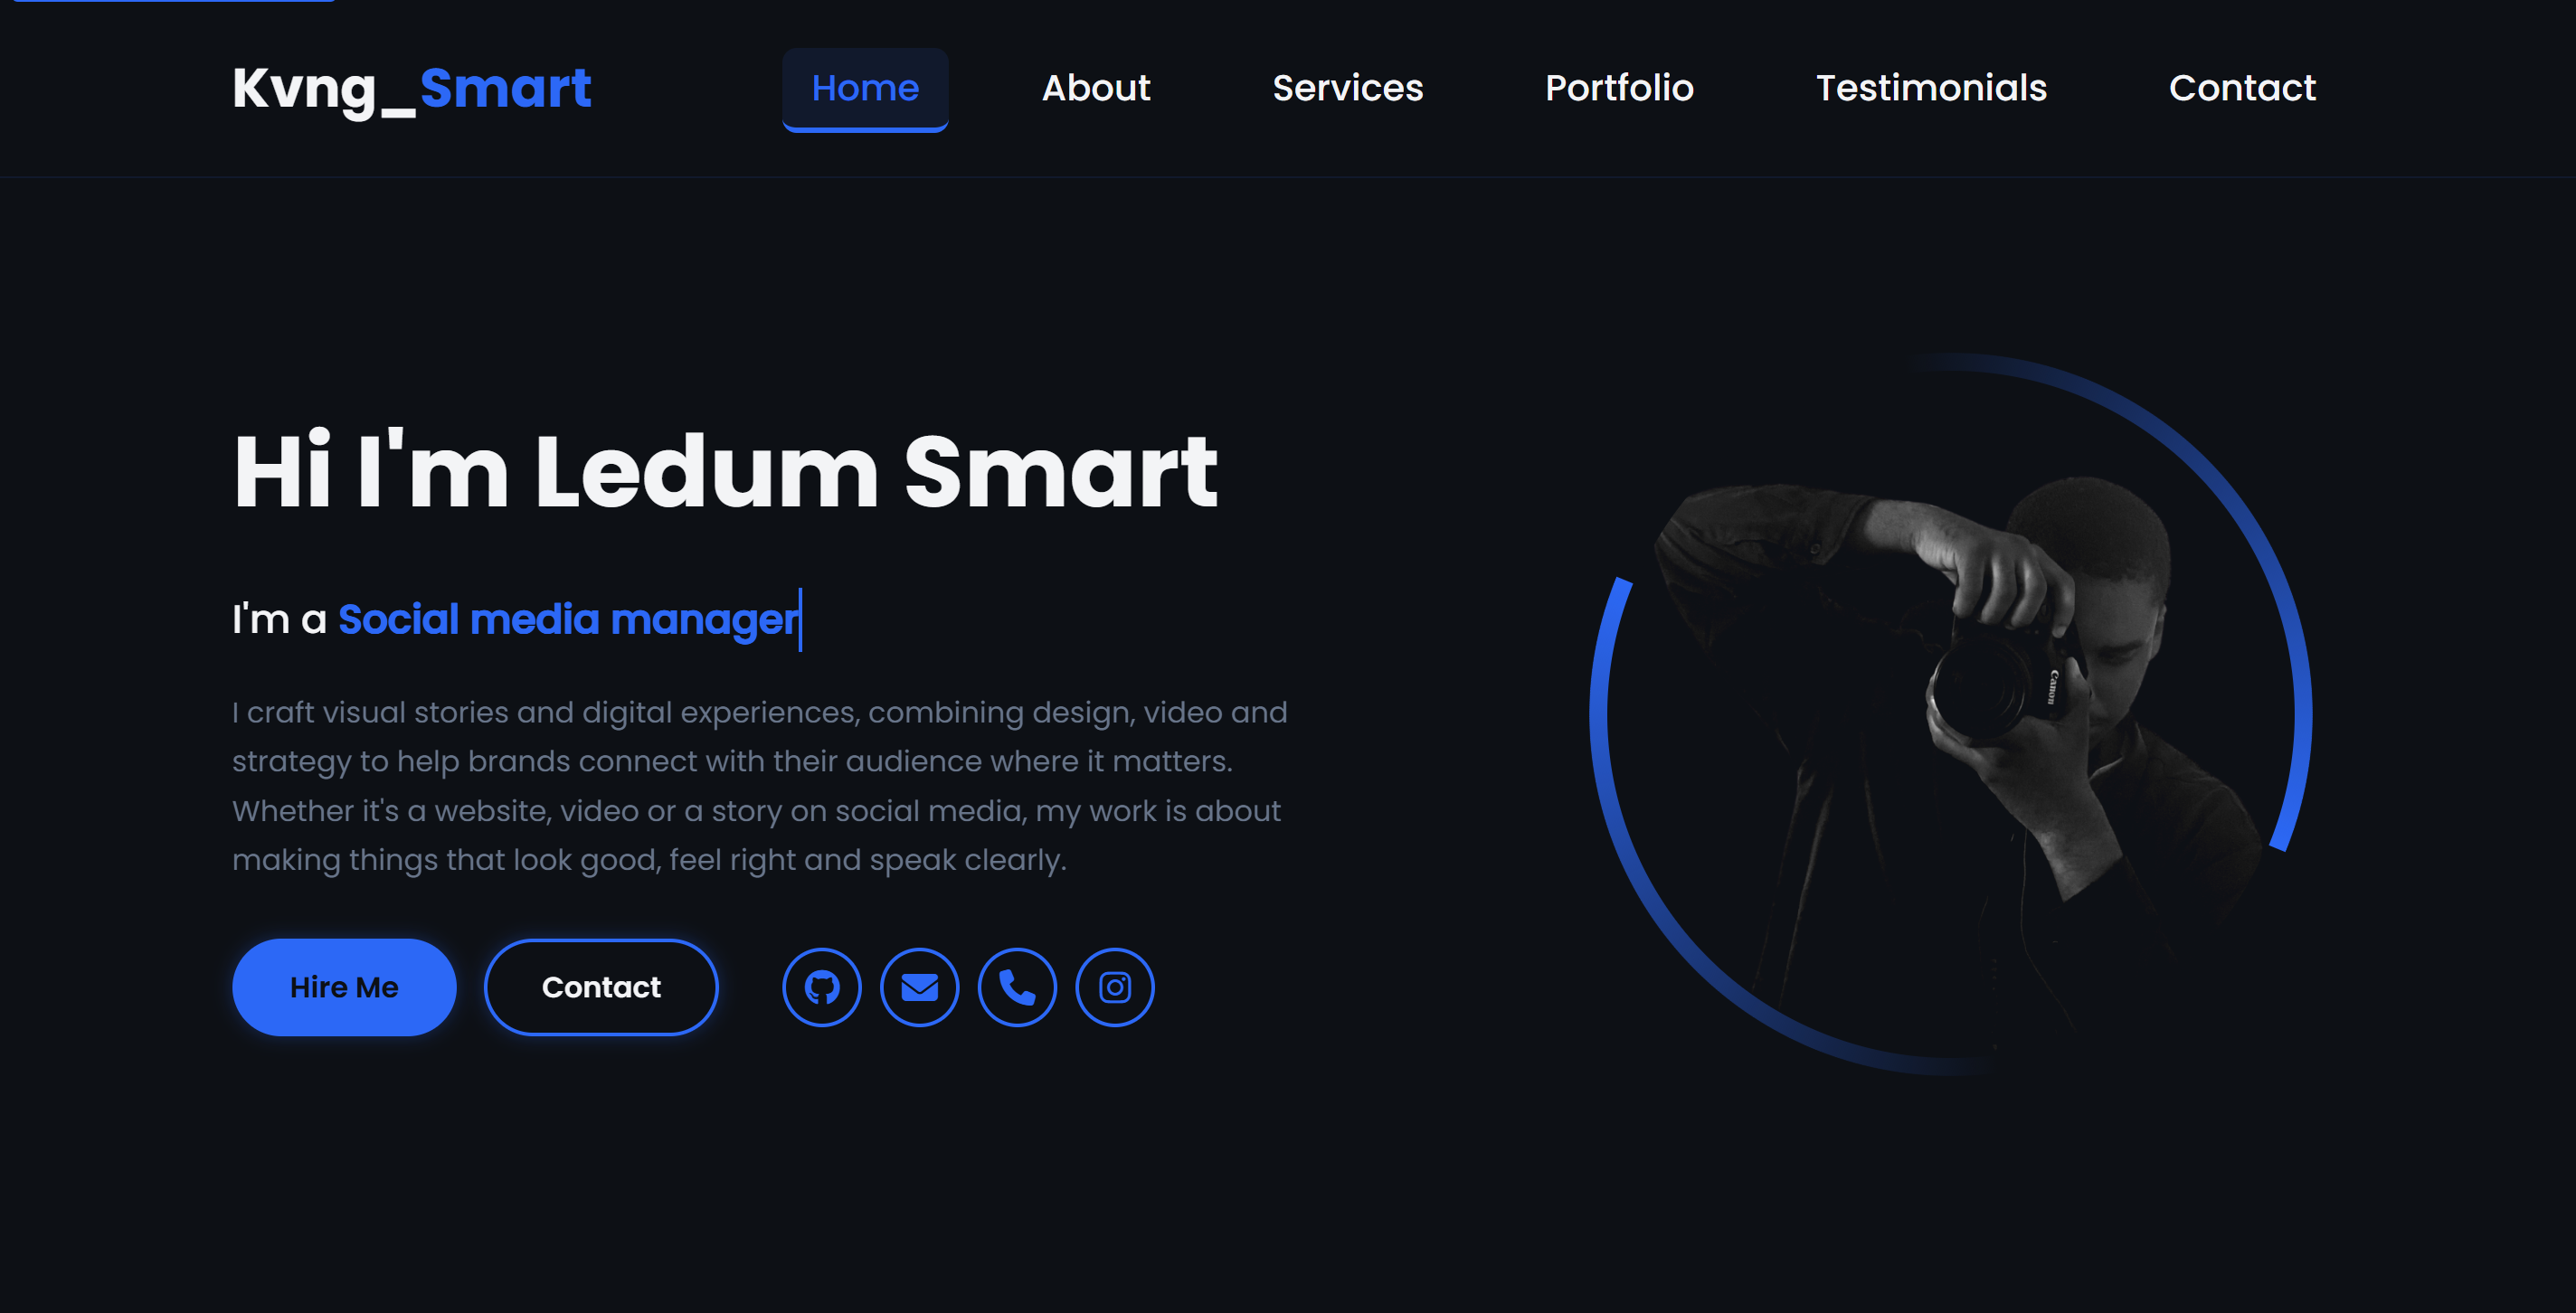 Kvng_Smart
Home
About
Services
Portfolio
Testimonials
Contact
Hi I'm Ledum Smart
I'm a Social media manager
I craft visual stories and digital experiences, combining design, video and
strategy to help brands connect with their audience where it matters.
Whether it's a website, video or a story on social media, my work is about
making things that look good, feel right and speak clearly.
Hire Me
Contact
Canon